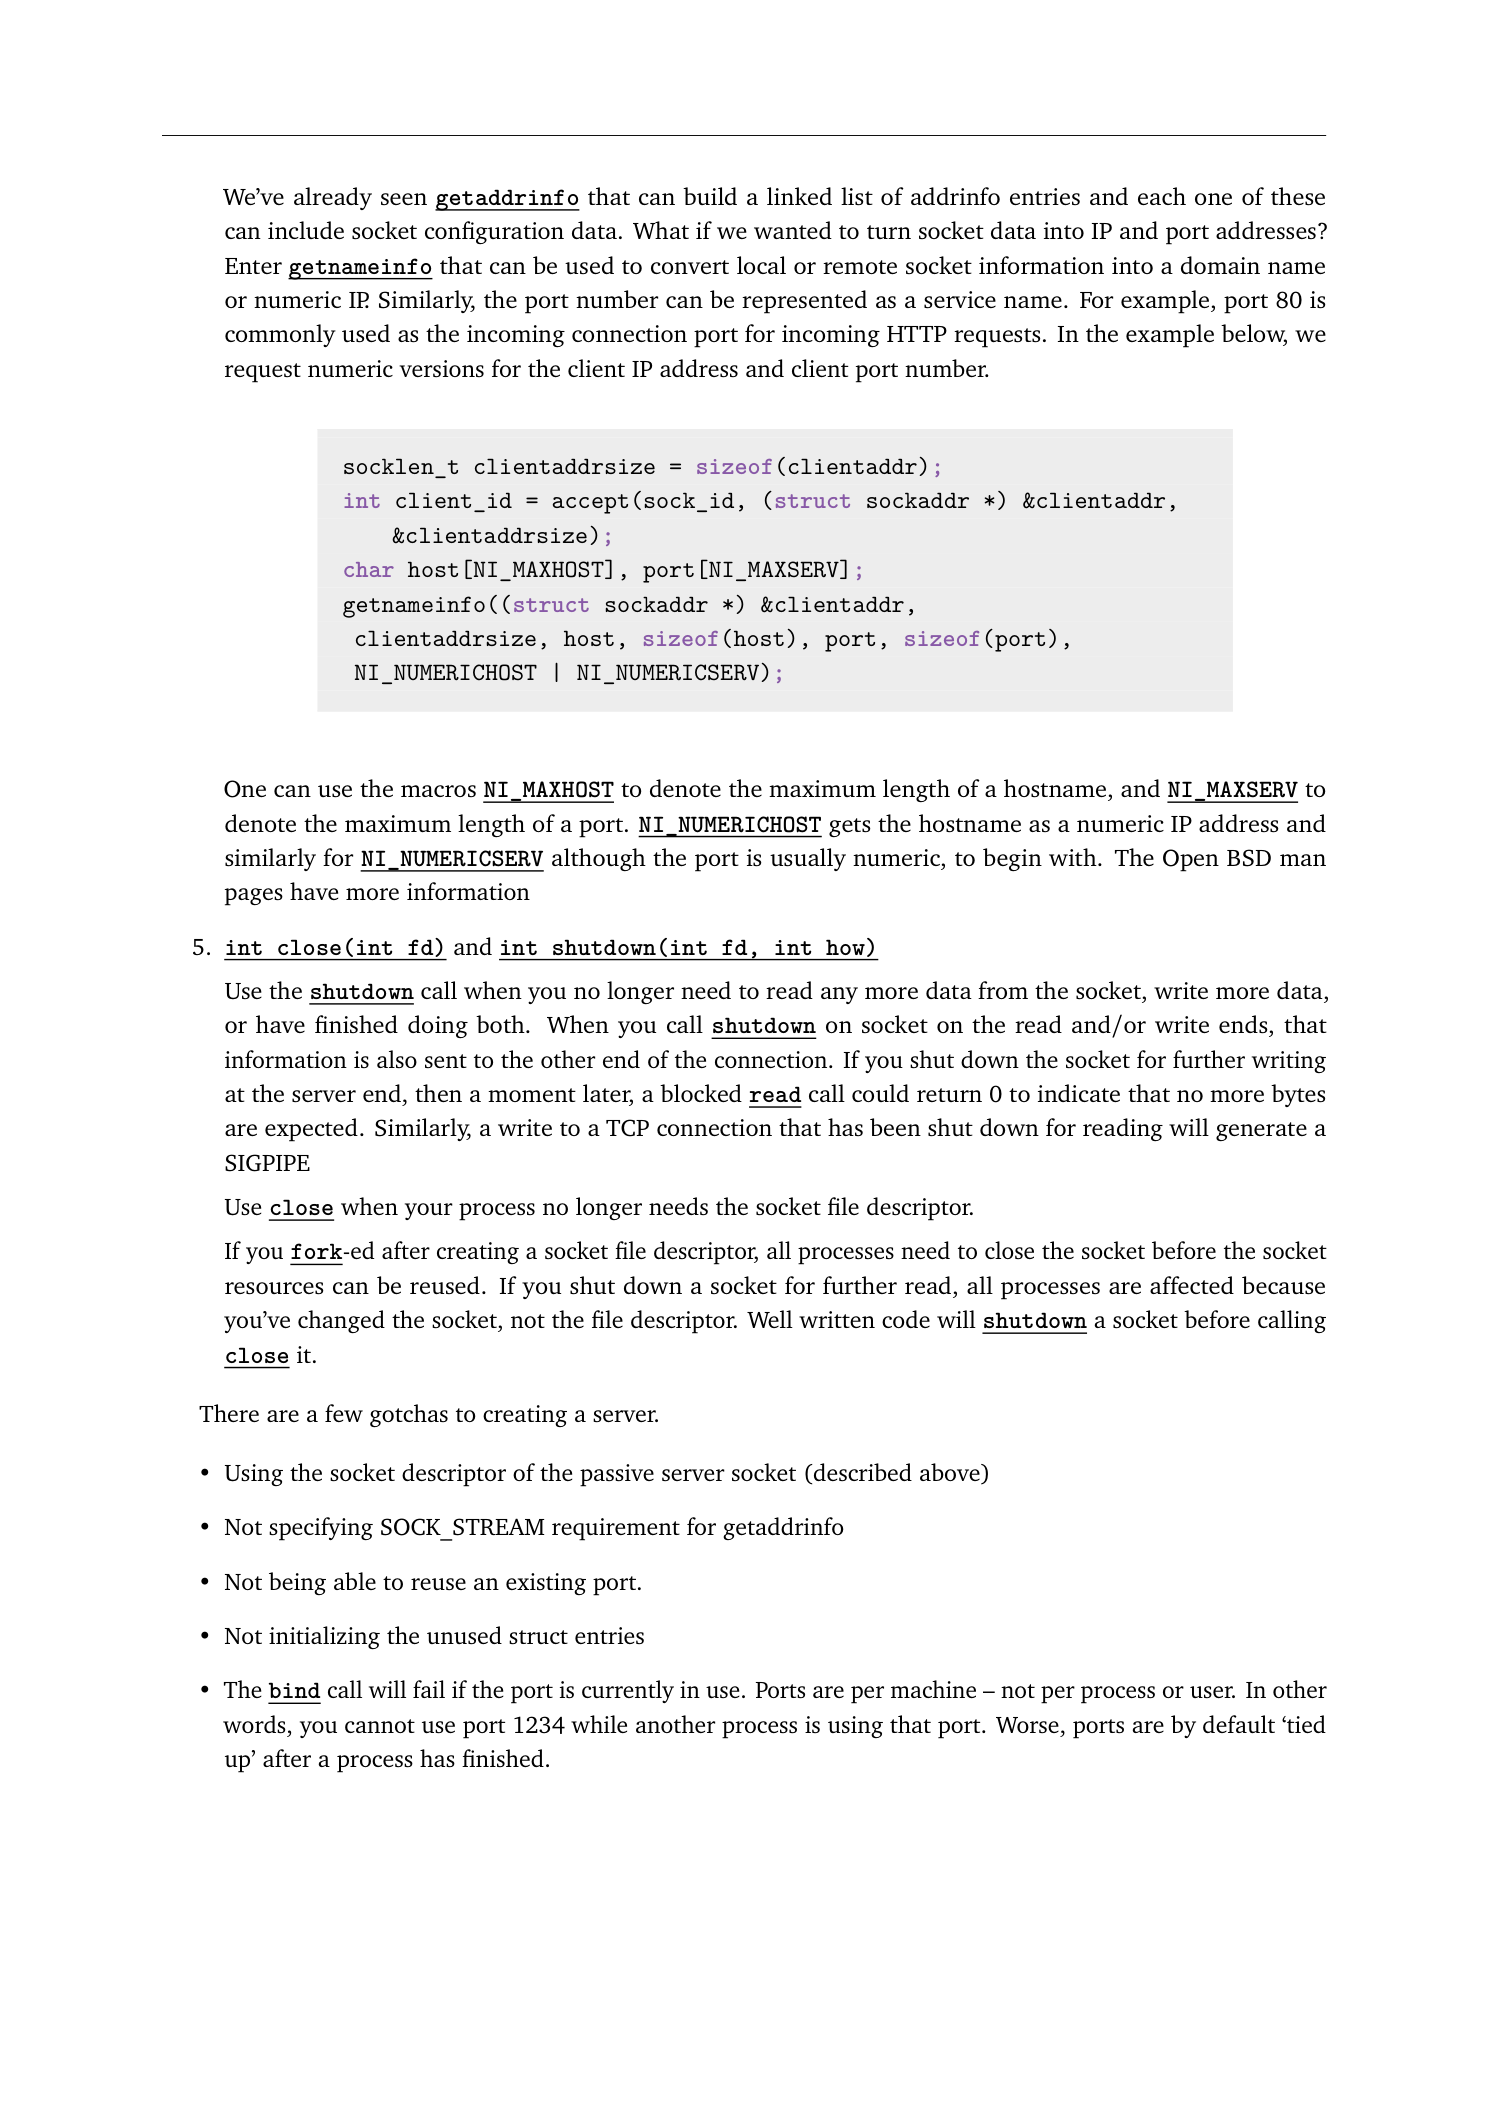 We’ve already seen getaddrinfo that can build a linked list of addrinfo entries and each one of these
can include socket configuration data. What if we wanted to turn socket data into IP and port addresses?
Enter getnameinfo that can be used to convert local or remote socket information into a domain name
or numeric IP. Similarly, the port number can be represented as a service name. For example, port 80 is
commonly used as the incoming connection port for incoming HTTP requests. In the example below, we
request numeric versions for the client IP address and client port number.
socklen_t clientaddrsize = sizeof(clientaddr);
int client_id = accept(sock_id, (struct sockaddr *) &clientaddr,
&clientaddrsize);
char host[NI_MAXHOST], port[NI_MAXSERV];
getnameinfo((struct sockaddr *) &clientaddr,
clientaddrsize, host, sizeof(host), port, sizeof(port),
NI_NUMERICHOST | NI_NUMERICSERV);
One can use the macros NI_MAXHOST to denote the maximum length of a hostname, and NI_MAXSERV to
denote the maximum length of a port. NI_NUMERICHOST gets the hostname as a numeric IP address and
similarly for NI_NUMERICSERV although the port is usually numeric, to begin with. The Open BSD man
pages have more information
5. int close(int fd) and int shutdown(int fd, int how)
Use the shutdown call when you no longer need to read any more data from the socket, write more data,
or have finished doing both. When you call shutdown on socket on the read and/or write ends, that
information is also sent to the other end of the connection. If you shut down the socket for further writing
at the server end, then a moment later, a blocked read call could return 0 to indicate that no more bytes
are expected. Similarly, a write to a TCP connection that has been shut down for reading will generate a
SIGPIPE
Use close when your process no longer needs the socket file descriptor.
If you fork-ed after creating a socket file descriptor, all processes need to close the socket before the socket
resources can be reused. If you shut down a socket for further read, all processes are affected because
you’ve changed the socket, not the file descriptor. Well written code will shutdown a socket before calling
close it.
There are a few gotchas to creating a server.
• Using the socket descriptor of the passive server socket (described above)
• Not specifying SOCK_STREAM requirement for getaddrinfo
• Not being able to reuse an existing port.
• Not initializing the unused struct entries
• The bind call will fail if the port is currently in use. Ports are per machine – not per process or user. In other
words, you cannot use port 1234 while another process is using that port. Worse, ports are by default ‘tied
up’ after a process has finished.